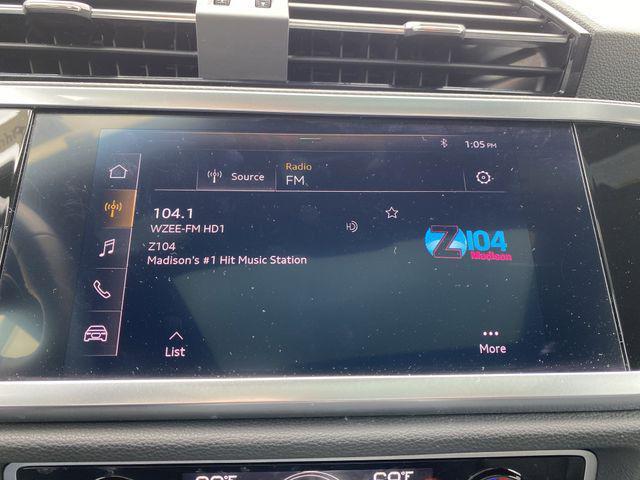 1:05 PM
Source
Radio
FM
104.1
WZEE-FM HD1
Z104
Madison's #1 Hit Music Station
Z104
Madison
List
More